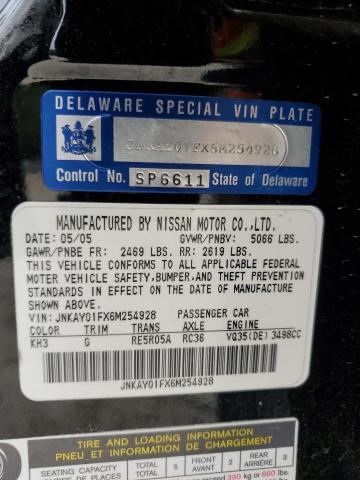 DELAWARE SPECIAL VIN PLATE
JNKAY01FX6M254928
Control No. SP6611 State of Delaware
MANUFACTURED BY NISSAN MOTOR CO.,LTD.
DATE: 05/05 GVWR/PNBV: 5066 LBS.
GAWR/PNBE FR: 2469 LBS. RR: 2619 LBS.
THIS VEHICLE CONFORMS TO ALL APPLICABLE FEDERAL
MOTOR VEHICLE SAFETY,BUMPER,AND THEFT PREVENTION
STANDARDS IN EFFECT ON THE DATE OF MANUFACTURE
SHOWN ABOVE.
VIN: JNKAY01FX6M254928 PASSENGER CAR
COLOR TRIM TRANS AXLE ENGINE
KH3 G RE5R05A RC36 VQ35(DE) 3498CC
JNKAY01FX6M254928
TIRE AND LOADING INFORMATION
PNEU ET INFORMATION
DE CHARGEMENT
SEATING CAPACITY TOTAL 5 FRONT 2 REAR 3
TOTAL AVANT ARRIÈRE